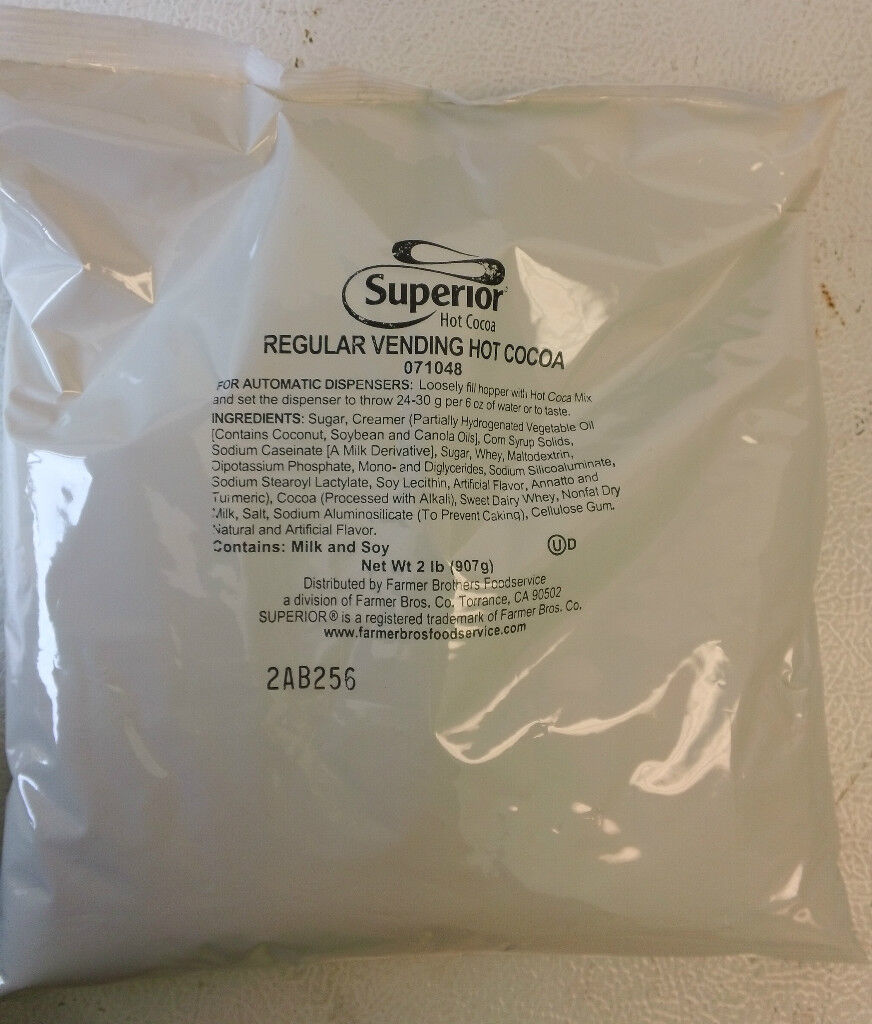 Superior
Hot Cocoa
REGULAR VENDING HOT COCOA
071048
FOR AUTOMATIC DISPENSERS: Loosely fill hopper with Hot Coca Mix
and set the dispenser to throw 24-30 g per 6 oz of water or to taste.
INGREDIENTS: Sugar, Creamer (Partially Hydrogenated Vegetable Oil
[Contains Coconut, Soybean and Canola Oils], Corn Syrup Solids,
Sodium Caseinate [A Milk Derivative], Sugar, Whey, Maltodextrin,
Dipotassium Phosphate, Mono- and Diglycerides, Sodium Silicoaluminate,
Sodium Stearoyl Lactylate, Soy Lecithin, Artificial Flavor, Annatto and
Turmeric), Cocoa (Processed with Alkali), Sweet Dairy Whey, Nonfat Dry
Milk, Salt, Sodium Aluminosilicate (To Prevent Caking), Cellulose Gum,
Natural and Artificial Flavor.
Contains: Milk and Soy
Ⓤ D
Net Wt 2 lb (907g)
Distributed by Farmer Brothers Foodservice
a division of Farmer Bros. Co. Torrance, CA 90502
SUPERIOR ® is a registered trademark of Farmer Bros. Co.
www.farmerbrosfoodservice.com
2AB256